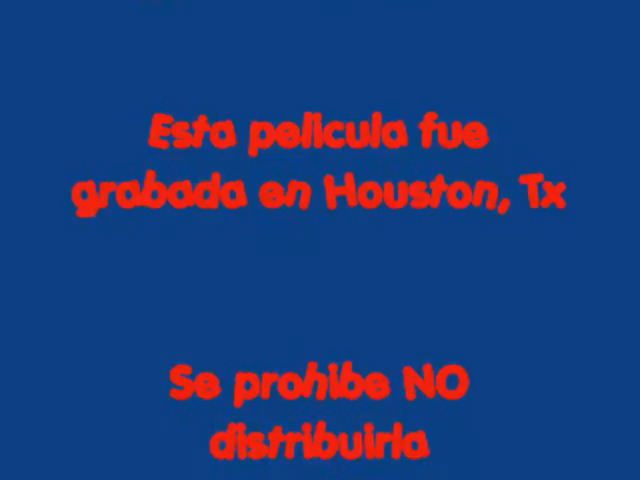 Esta pelicula fue
grabada en Houston, Tx
Se prohibe NO
distribuirla